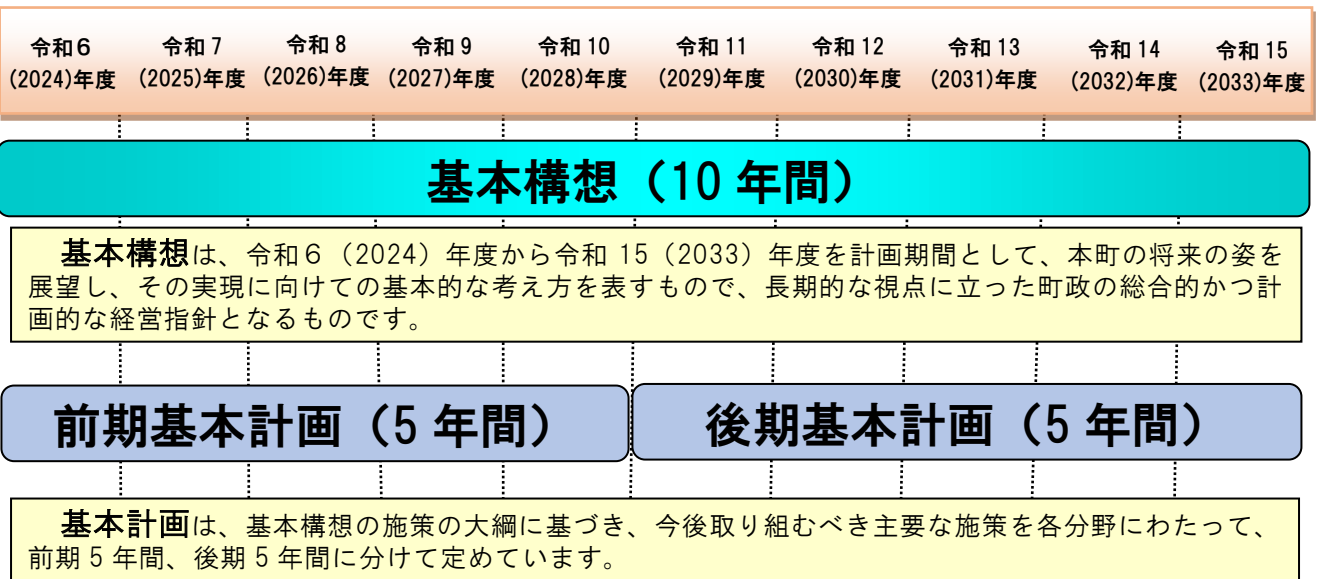 令和６ 令和 7 令和 8 令和 9 令和 10 令和 11 令和 12 令和 13 令和 14 令和 15
(2024)年度 (2025)年度 (2026)年度 (2027)年度 (2028)年度 (2029)年度 (2030)年度 (2031)年度 (2032)年度 (2033)年度
基本構想（10 年間）
基本構想は、令和６（2024）年度から令和 15（2033）年度を計画期間として、本町の将来の姿を
展望し、その実現に向けての基本的な考え方を表すもので、長期的な視点に立った町政の総合的かつ計
画的な経営指針となるものです。
前期基本計画（5 年間） 後期基本計画（5 年間）
基本計画は、基本構想の施策の大綱に基づき、今後取り組むべき主要な施策を各分野にわたって、
前期 5 年間、後期 5 年間に分けて定めています。